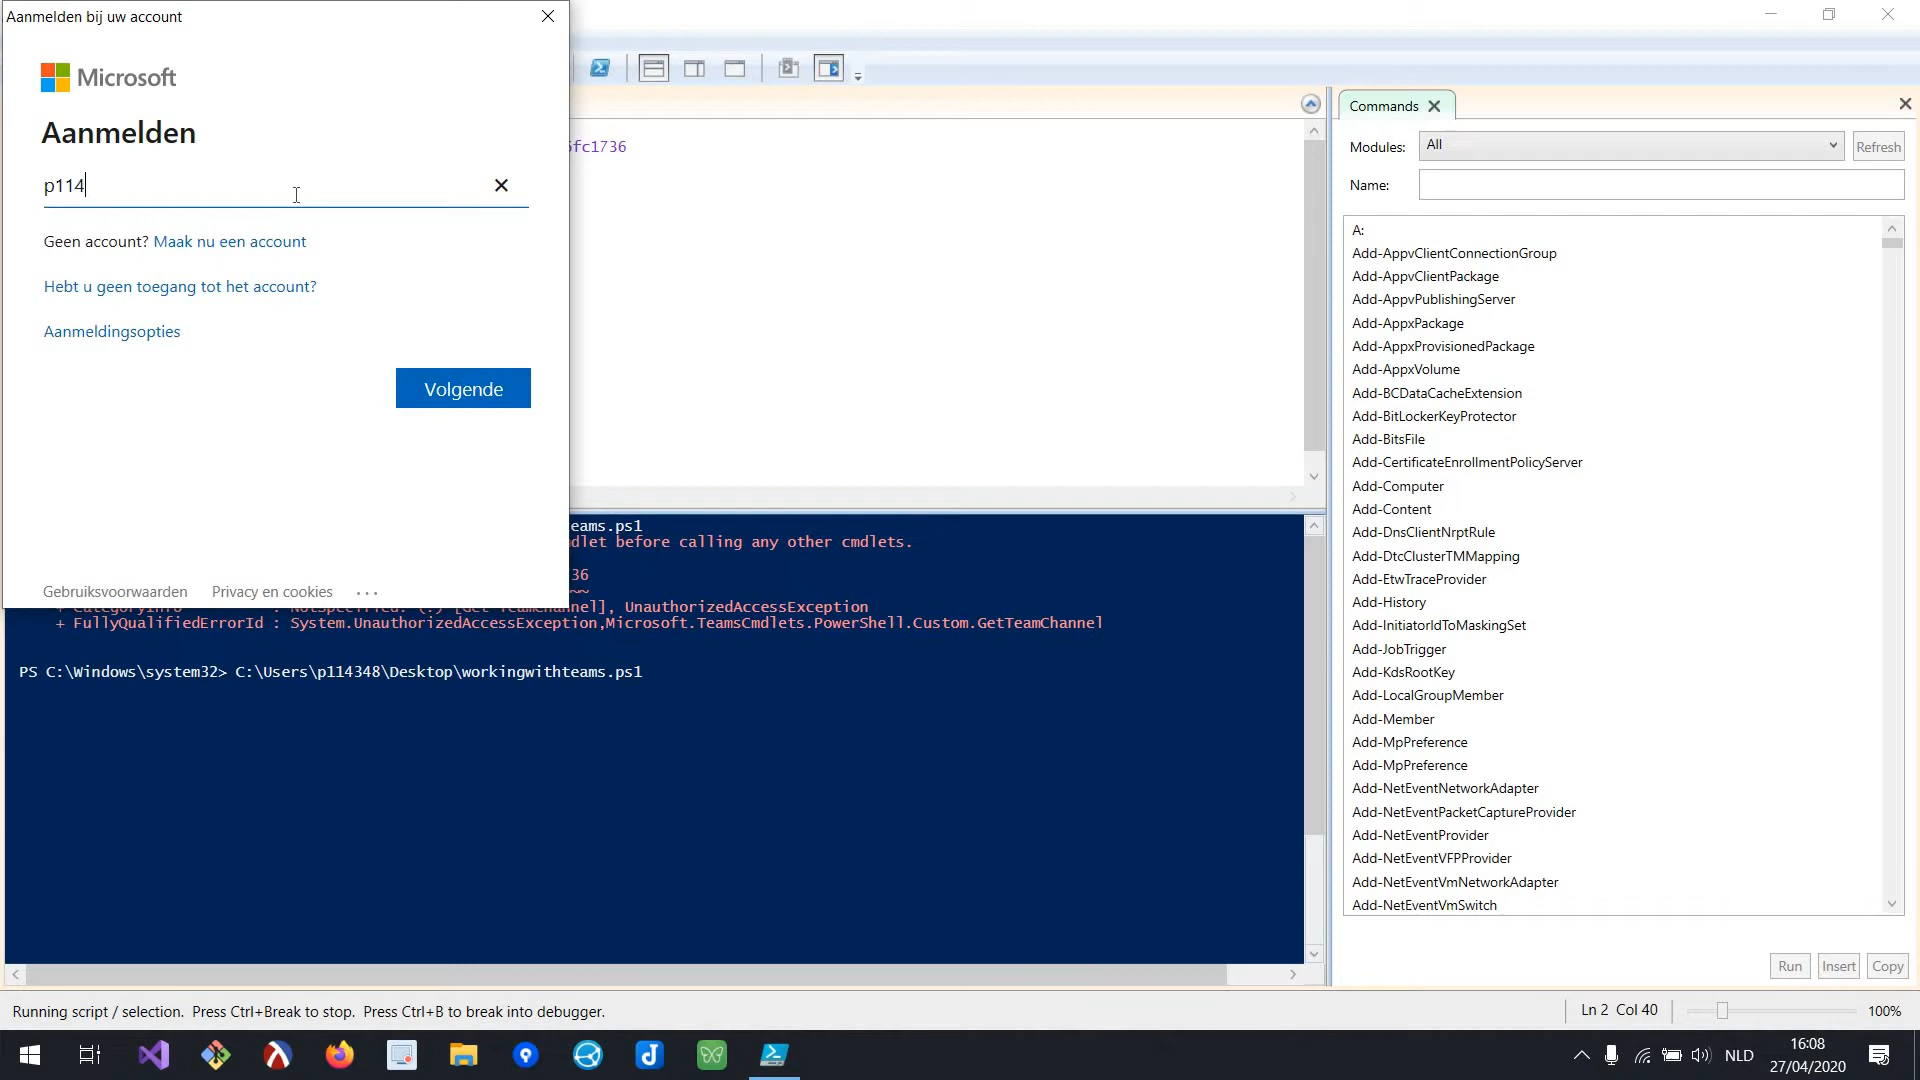 Aanmelden bij uw account
Microsoft
Aanmelden
p114
Geen account? Maak nu een account
Hebt u geen toegang tot het account?
Aanmeldingsopties
Volgende
Gebruiksvoorwaarden Privacy en cookies ...
fc1736
eams.ps1
dlet before calling any other cmdlets.
36
~~
+ CategoryInfo : NotSpecified: (:) [Get-TeamChannel], UnauthorizedAccessException
+ FullyQualifiedErrorId : System.UnauthorizedAccessException,Microsoft.TeamsCmdlets.PowerShell.Custom.GetTeamChannel
PS C:\Windows\system32> C:\Users\p114348\Desktop\workingwithteams.ps1
Commands
Modules: All Refresh
Name:
A:
Add-AppvClientConnectionGroup
Add-AppvClientPackage
Add-AppvPublishingServer
Add-AppxPackage
Add-AppxProvisionedPackage
Add-AppxVolume
Add-BCDataCacheExtension
Add-BitLockerKeyProtector
Add-BitsFile
Add-CertificateEnrollmentPolicyServer
Add-Computer
Add-Content
Add-DnsClientNrptRule
Add-DtcClusterTMMapping
Add-EtwTraceProvider
Add-History
Add-InitiatorIdToMaskingSet
Add-JobTrigger
Add-KdsRootKey
Add-LocalGroupMember
Add-Member
Add-MpPreference
Add-MpPreference
Add-NetEventNetworkAdapter
Add-NetEventPacketCaptureProvider
Add-NetEventProvider
Add-NetEventVFPProvider
Add-NetEventVmNetworkAdapter
Add-NetEventVmSwitch
Run Insert Copy
Running script / selection. Press Ctrl+Break to stop. Press Ctrl+B to break into debugger.
Ln 2 Col 40
100%
NLD
16:08
27/04/2020